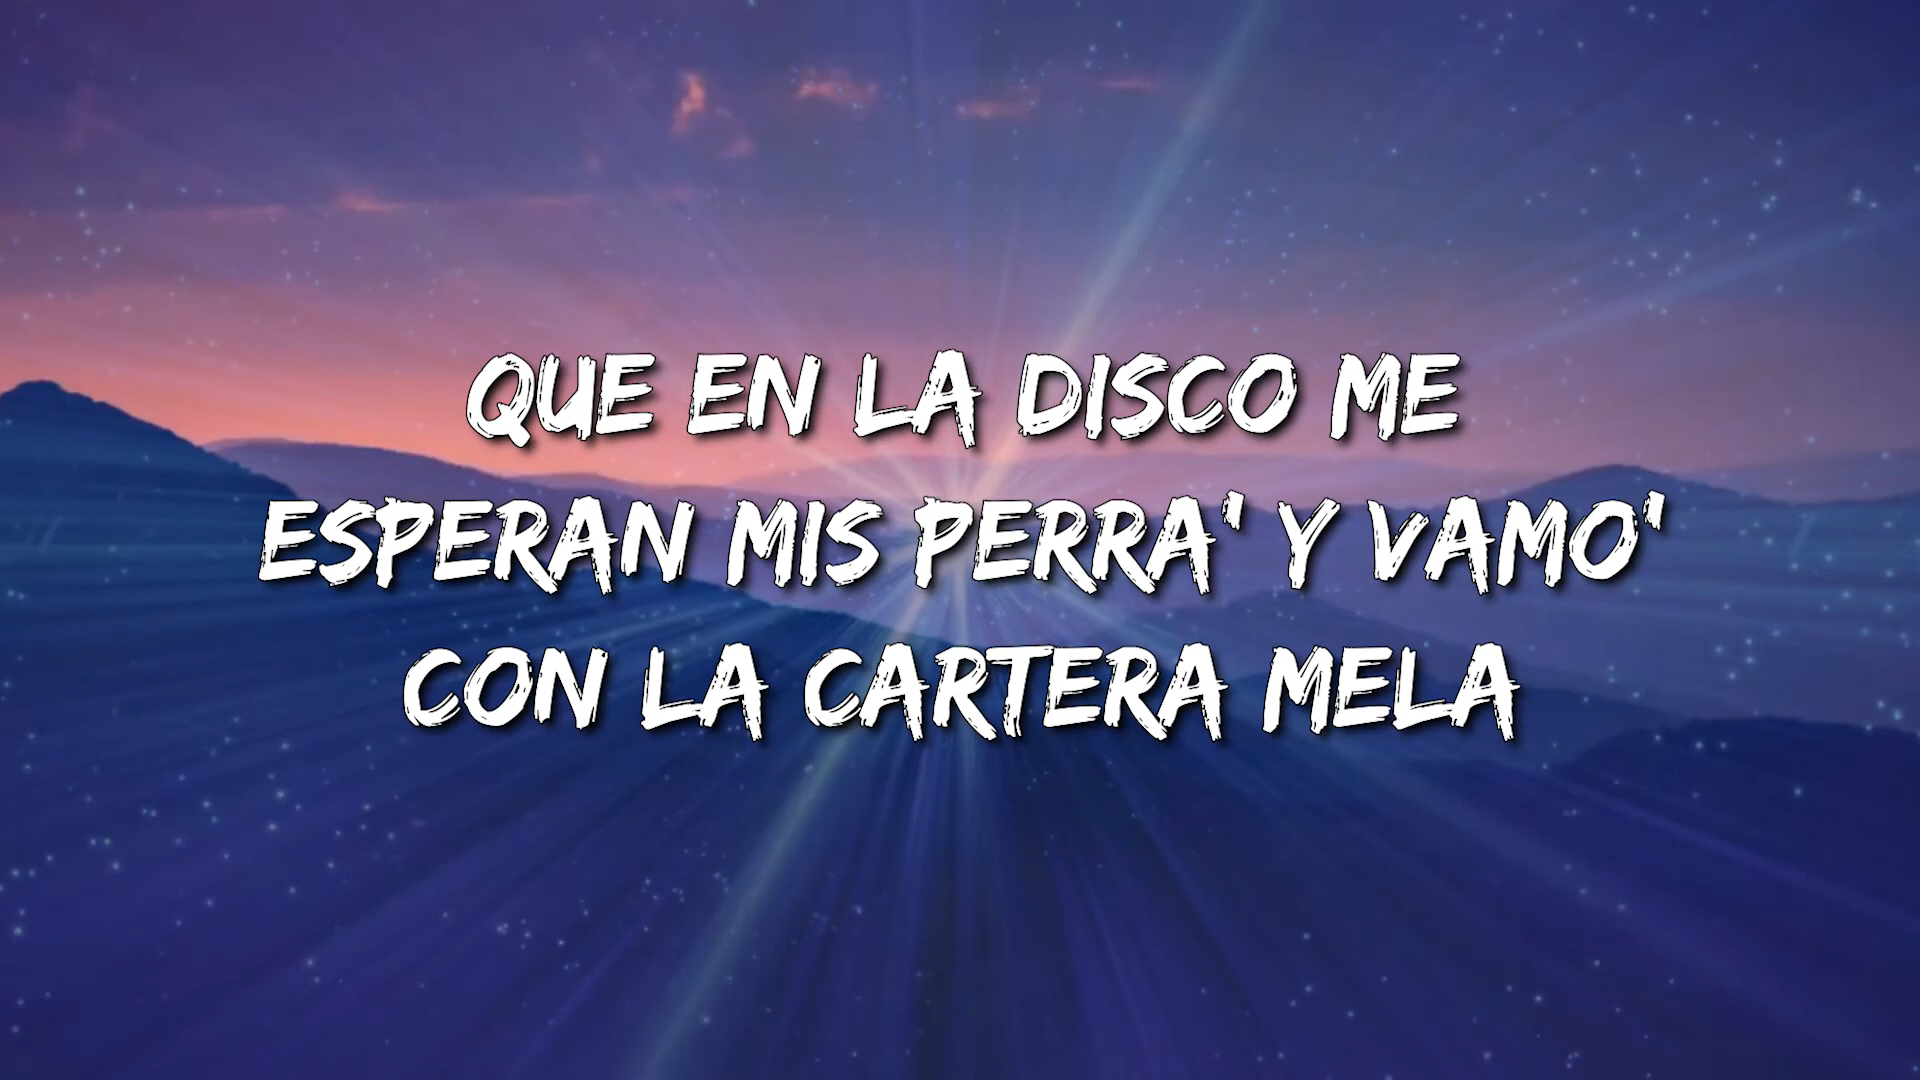 QUE EN LA DISCO ME
ESPERAN MIS PERRA' Y VAMO'
CON LA CARTERA MELA